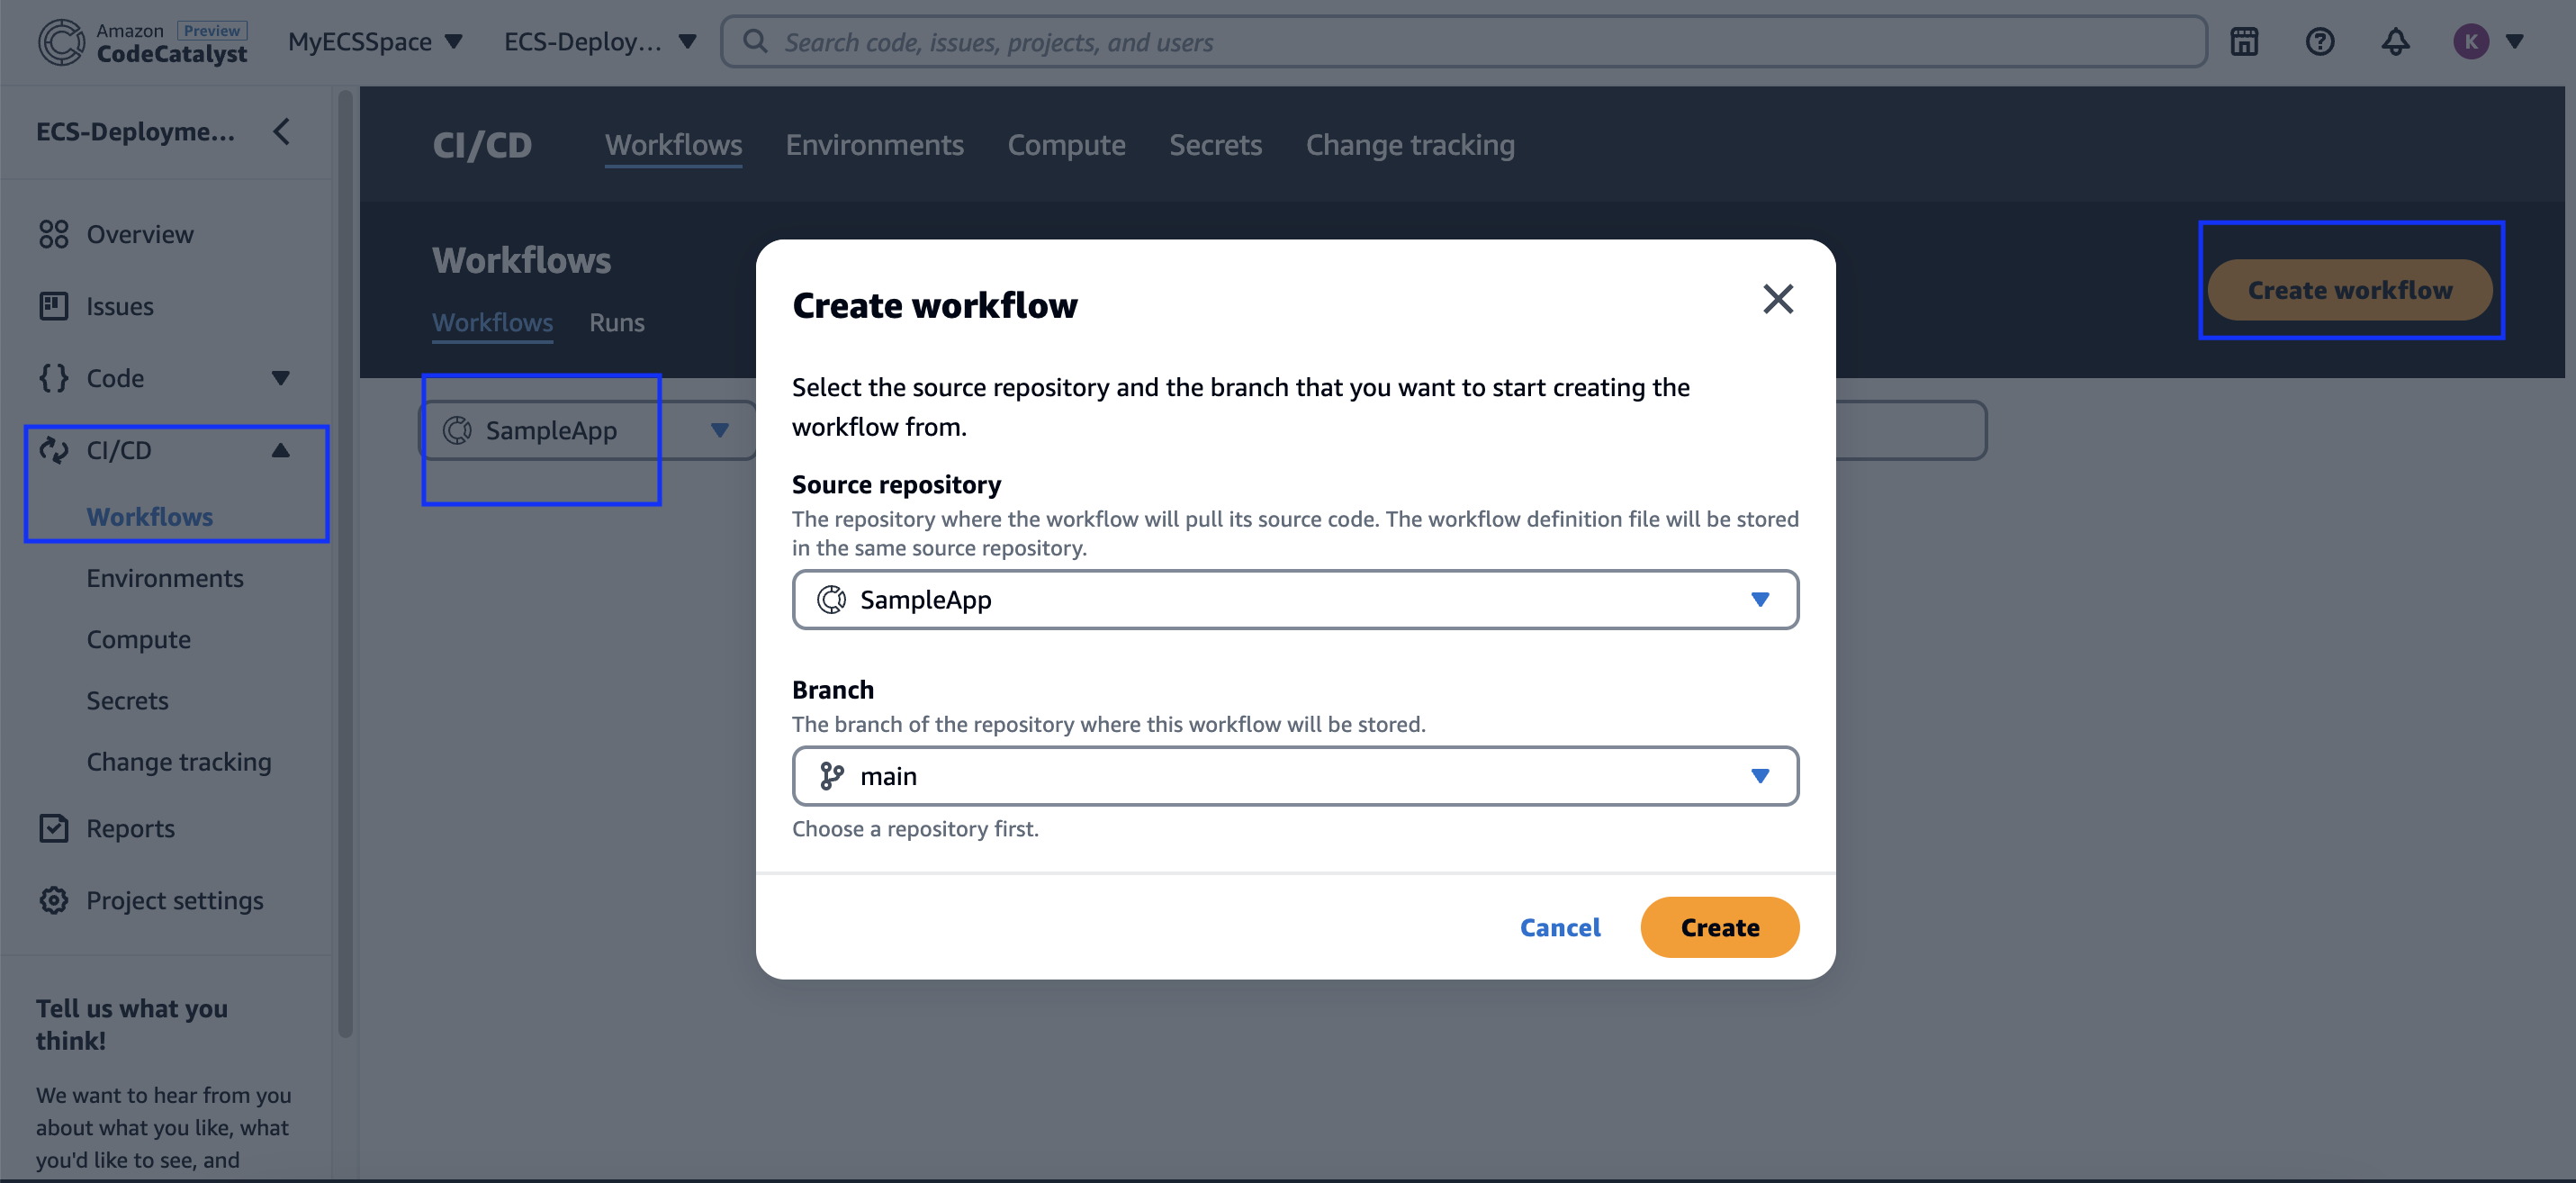 Amazon Preview
CodeCatalyst
MyECSSpace
ECS-Deploy...
Search code, issues, projects, and users
K
ECS-Deployme...
Overview
Issues
Code
CI/CD
Workflows
Environments
Compute
Secrets
Change tracking
Reports
Project settings
Tell us what you
think!
We want to hear from you
about what you like, what
you'd like to see, and
CI/CD
Workflows
Environments
Compute
Secrets
Change tracking
Workflows
Create workflow
Workflows
Runs
SampleApp
Create workflow
Select the source repository and the branch that you want to start creating the
workflow from.
Source repository
The repository where the workflow will pull its source code. The workflow definition file will be stored
in the same source repository.
SampleApp
Branch
The branch of the repository where this workflow will be stored.
main
Choose a repository first.
Cancel
Create